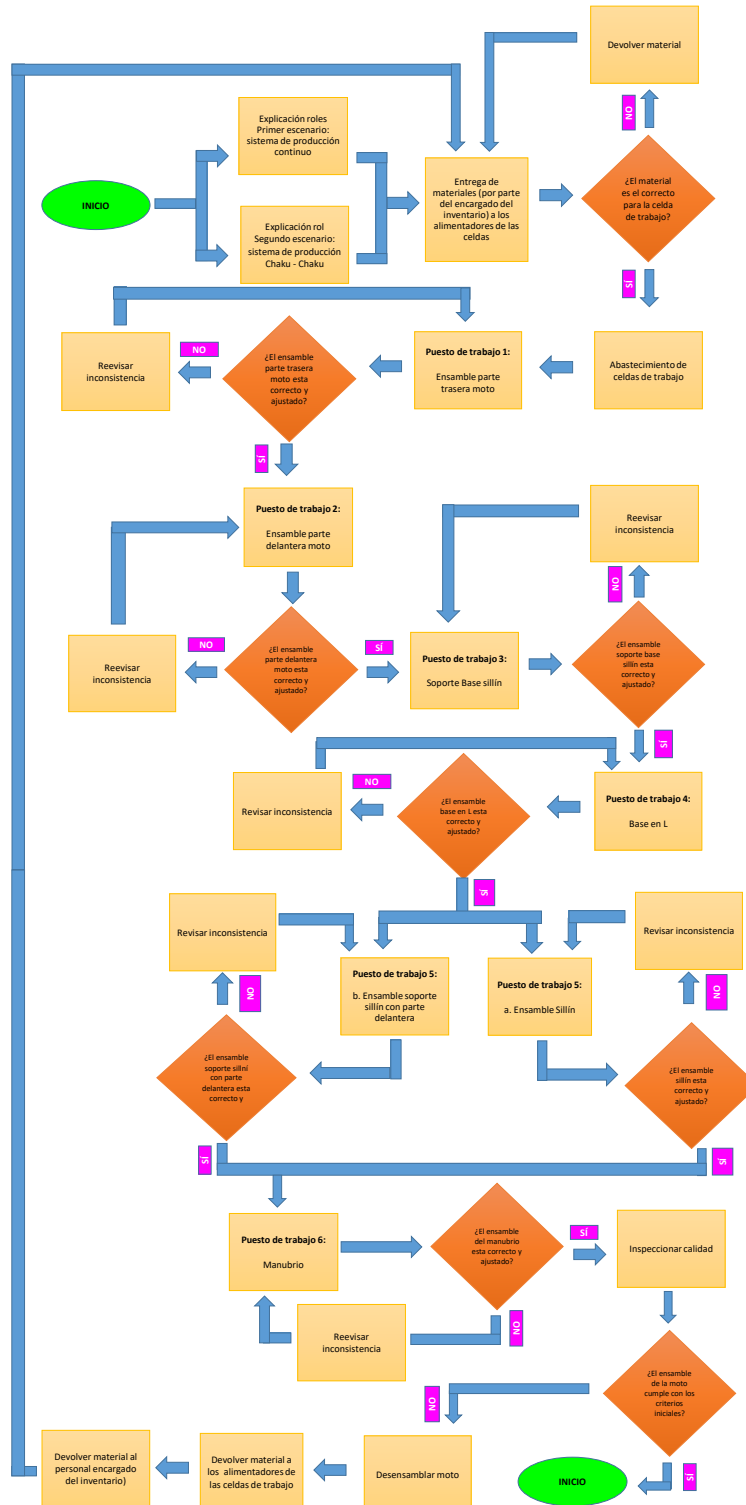 Devolver material
NO
Explicación roles
Primer escenario:
sistema de producción
continuo
INICIO
Entrega de
materiales (por parte
del encargado del
inventario) a los
alimentadores de las
celdas
¿El material
es el correcto
para la celda
de trabajo?
Explicación rol
Segundo escenario:
sistema de producción
Chaku - Chaku
SÍ
Reevisar
inconsistencia
NO
¿El ensamble
parte trasera
moto esta
correcto y
ajustado?
Puesto de trabajo 1:
Ensamble parte
trasera moto
Abastecimiento de
celdas de trabajo
SÍ
Puesto de trabajo 2:
Ensamble parte
delantera moto
Reevisar
inconsistencia
NO
Reevisar
inconsistencia
NO
¿El ensamble
parte delantera
moto esta
correcto y
ajustado?
SÍ
Puesto de trabajo 3:
Soporte Base sillín
¿El ensamble
soporte base
sillín esta
correcto y
ajustado?
SÍ
Revisar inconsistencia
NO
¿El ensamble
base en L esta
correcto y
ajustado?
Puesto de trabajo 4:
Base en L
SÍ
Revisar inconsistencia
NO
Puesto de trabajo 5:
b. Ensamble soporte
sillín con parte
delantera
Puesto de trabajo 5:
a. Ensamble Sillín
Revisar inconsistencia
NO
¿El ensamble
soporte sillní
con parte
delantera esta
correcto y
¿El ensamble
sillín esta
correcto y
ajustado?
SÍ
SÍ
Puesto de trabajo 6:
Manubrio
¿El ensamble
del manubrio
esta correcto y
ajustado?
SÍ
Inspeccionar calidad
NO
Reevisar
inconsistencia
¿El ensamble
de la moto
cumple con los
criterios
iniciales?
NO
Devolver material al
personal encargado
del inventario)
Devolver material a
los alimentadores de
las celdas de trabajo
Desensamblar moto
INICIO
SÍ